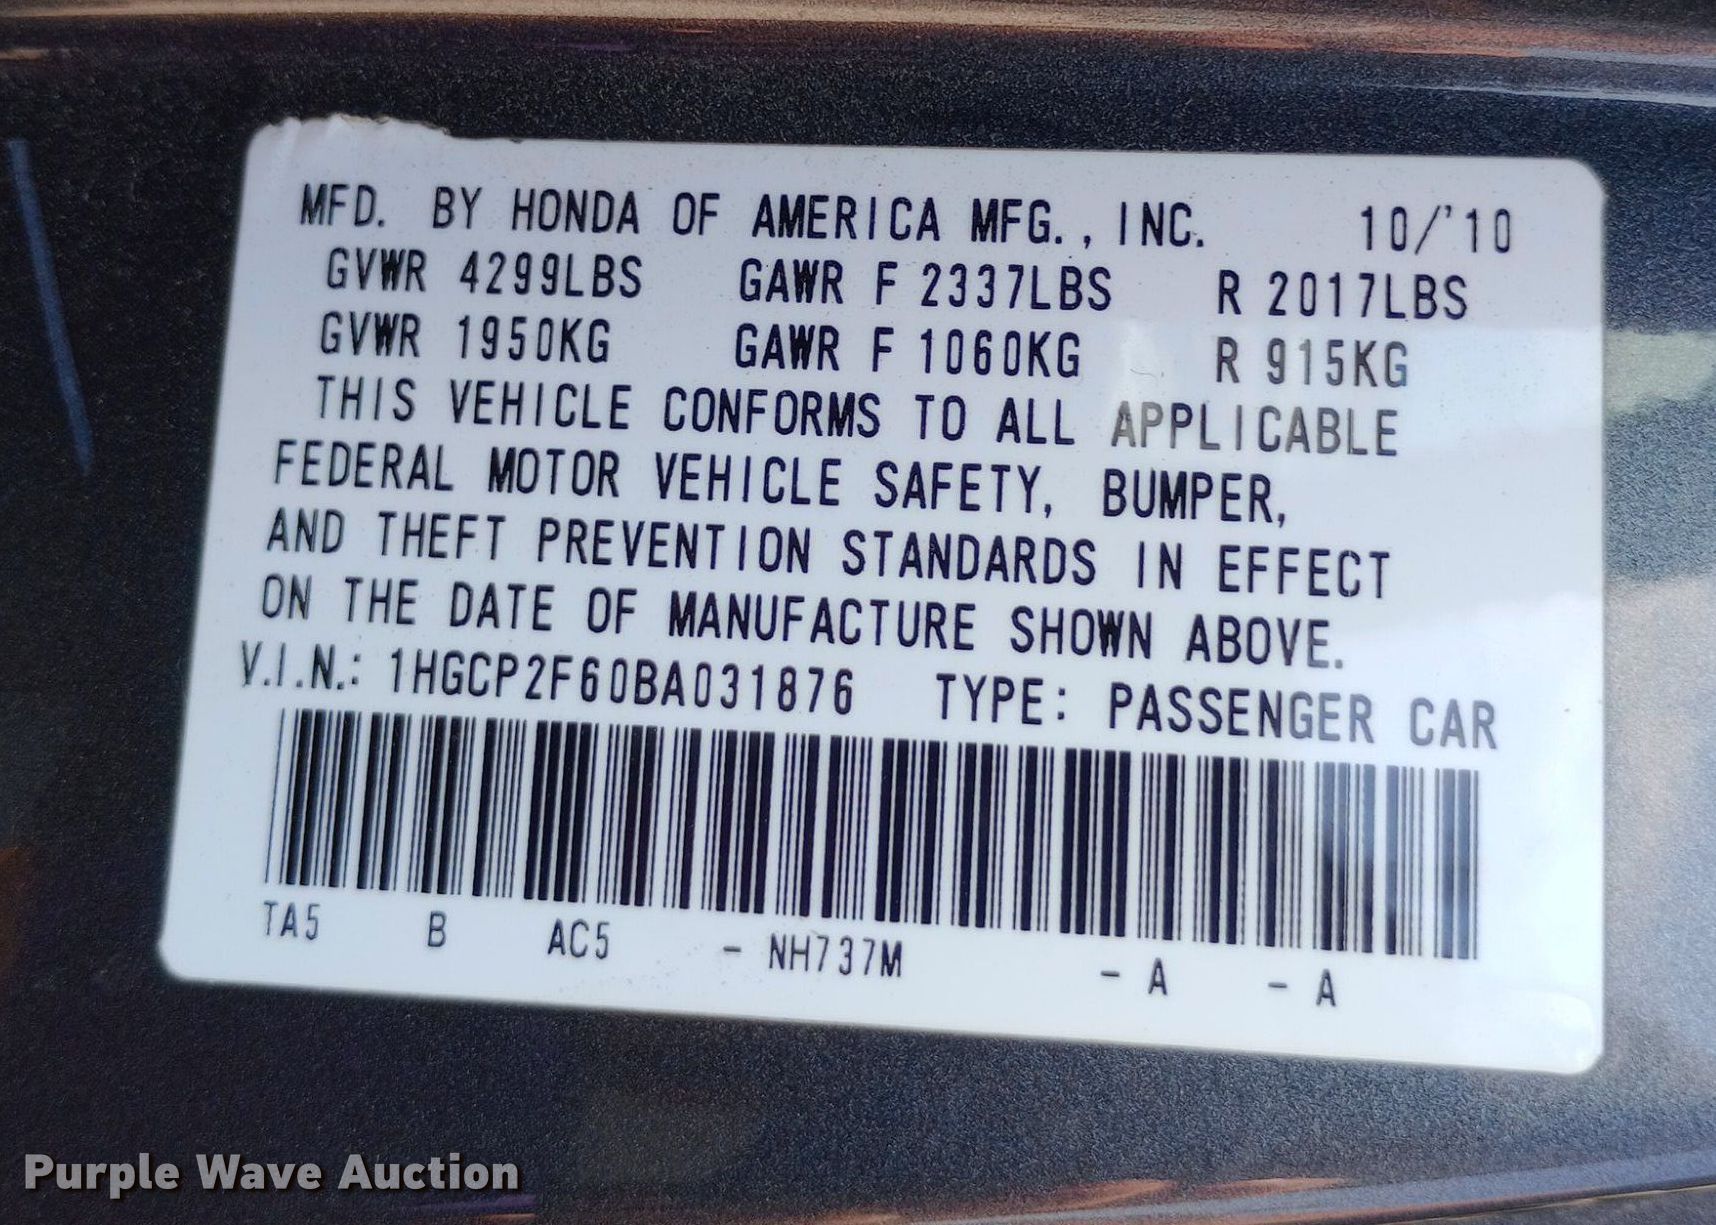 MFD. BY HONDA OF AMERICA MFG., INC. 10/'10
GVWR 4299LBS GAWR F 2337LBS R 2017LBS
GVWR 1950KG GAWR F 1060KG R 915KG
THIS VEHICLE CONFORMS TO ALL APPLICABLE
FEDERAL MOTOR VEHICLE SAFETY, BUMPER,
AND THEFT PREVENTION STANDARDS IN EFFECT
ON THE DATE OF MANUFACTURE SHOWN ABOVE.
V.I.N.: 1HGCP2F60BA031876 TYPE: PASSENGER CAR
TA5 B AC5 - NH737M - A - A
Purple Wave Auction